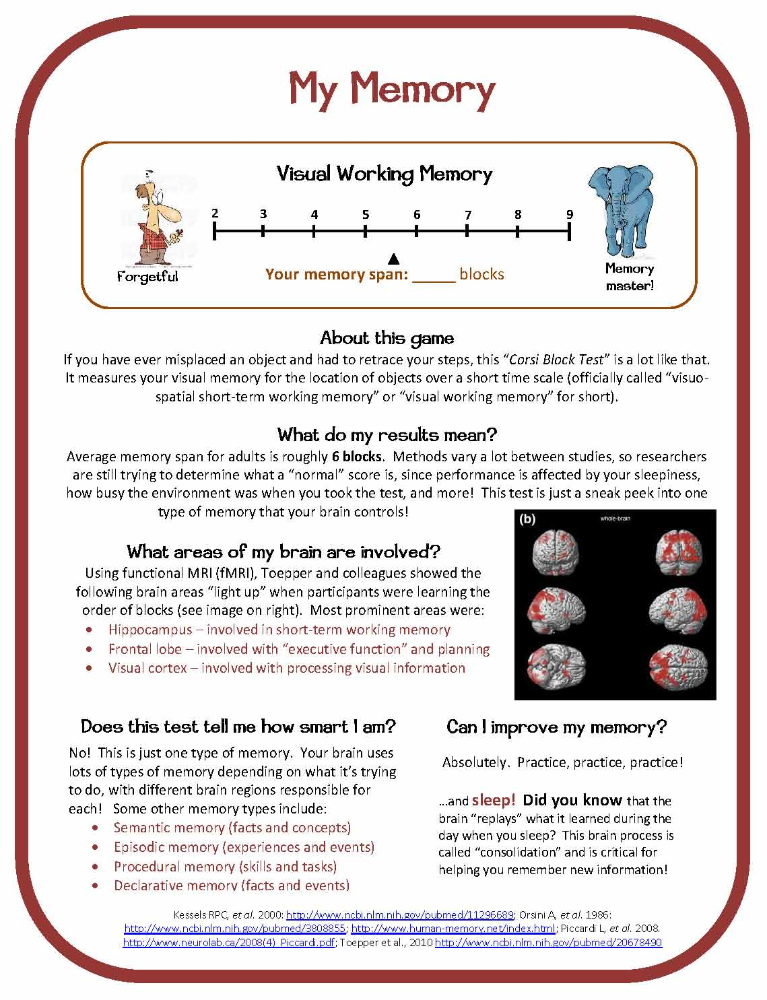 My Memory
Visual Working Memory
2 3 4 5 6 7 8 9
Forgetful
Your memory span: _____ blocks
Memory
master!
About this game
If you have ever misplaced an object and had to retrace your steps, this “Corsi Block Test” is a lot like that.
It measures your visual memory for the location of objects over a short time scale (officially called “visuo-
spatial short-term working memory” or “visual working memory” for short).
What do my results mean?
Average memory span for adults is roughly 6 blocks.  Methods vary a lot between studies, so researchers
are still trying to determine what a “normal” score is, since performance is affected by your sleepiness,
how busy the environment was when you took the test, and more!  This test is just a sneak peek into one
type of memory that your brain controls!
(b) whole-brain
What areas of my brain are involved?
Using functional MRI (fMRI), Toepper and colleagues showed the
following brain areas “light up” when participants were learning the
order of blocks (see image on right).  Most prominent areas were:
• Hippocampus – involved in short-term working memory
• Frontal lobe – involved with “executive function” and planning
• Visual cortex – involved with processing visual information
Does this test tell me how smart I am?
No!  This is just one type of memory.  Your brain uses
lots of types of memory depending on what it’s trying
to do, with different brain regions responsible for
each!   Some other memory types include:
• Semantic memory (facts and concepts)
• Episodic memory (experiences and events)
• Procedural memory (skills and tasks)
• Declarative memory (facts and events)
Can I improve my memory?
Absolutely.  Practice, practice, practice!
…and sleep!  Did you know that the
brain “replays” what it learned during the
day when you sleep?  This brain process is
called “consolidation” and is critical for
helping you remember new information!
Kessels RPC, et al. 2000: http://www.ncbi.nlm.nih.gov/pubmed/11296689; Orsini A, et al. 1986:
http://www.ncbi.nlm.nih.gov/pubmed/3808855; http://www.human-memory.net/index.html; Piccardi L, et al. 2008.
http://www.neurolab.ca/2008(4)_Piccardi.pdf; Toepper et al., 2010 http://www.ncbi.nlm.nih.gov/pubmed/20678490